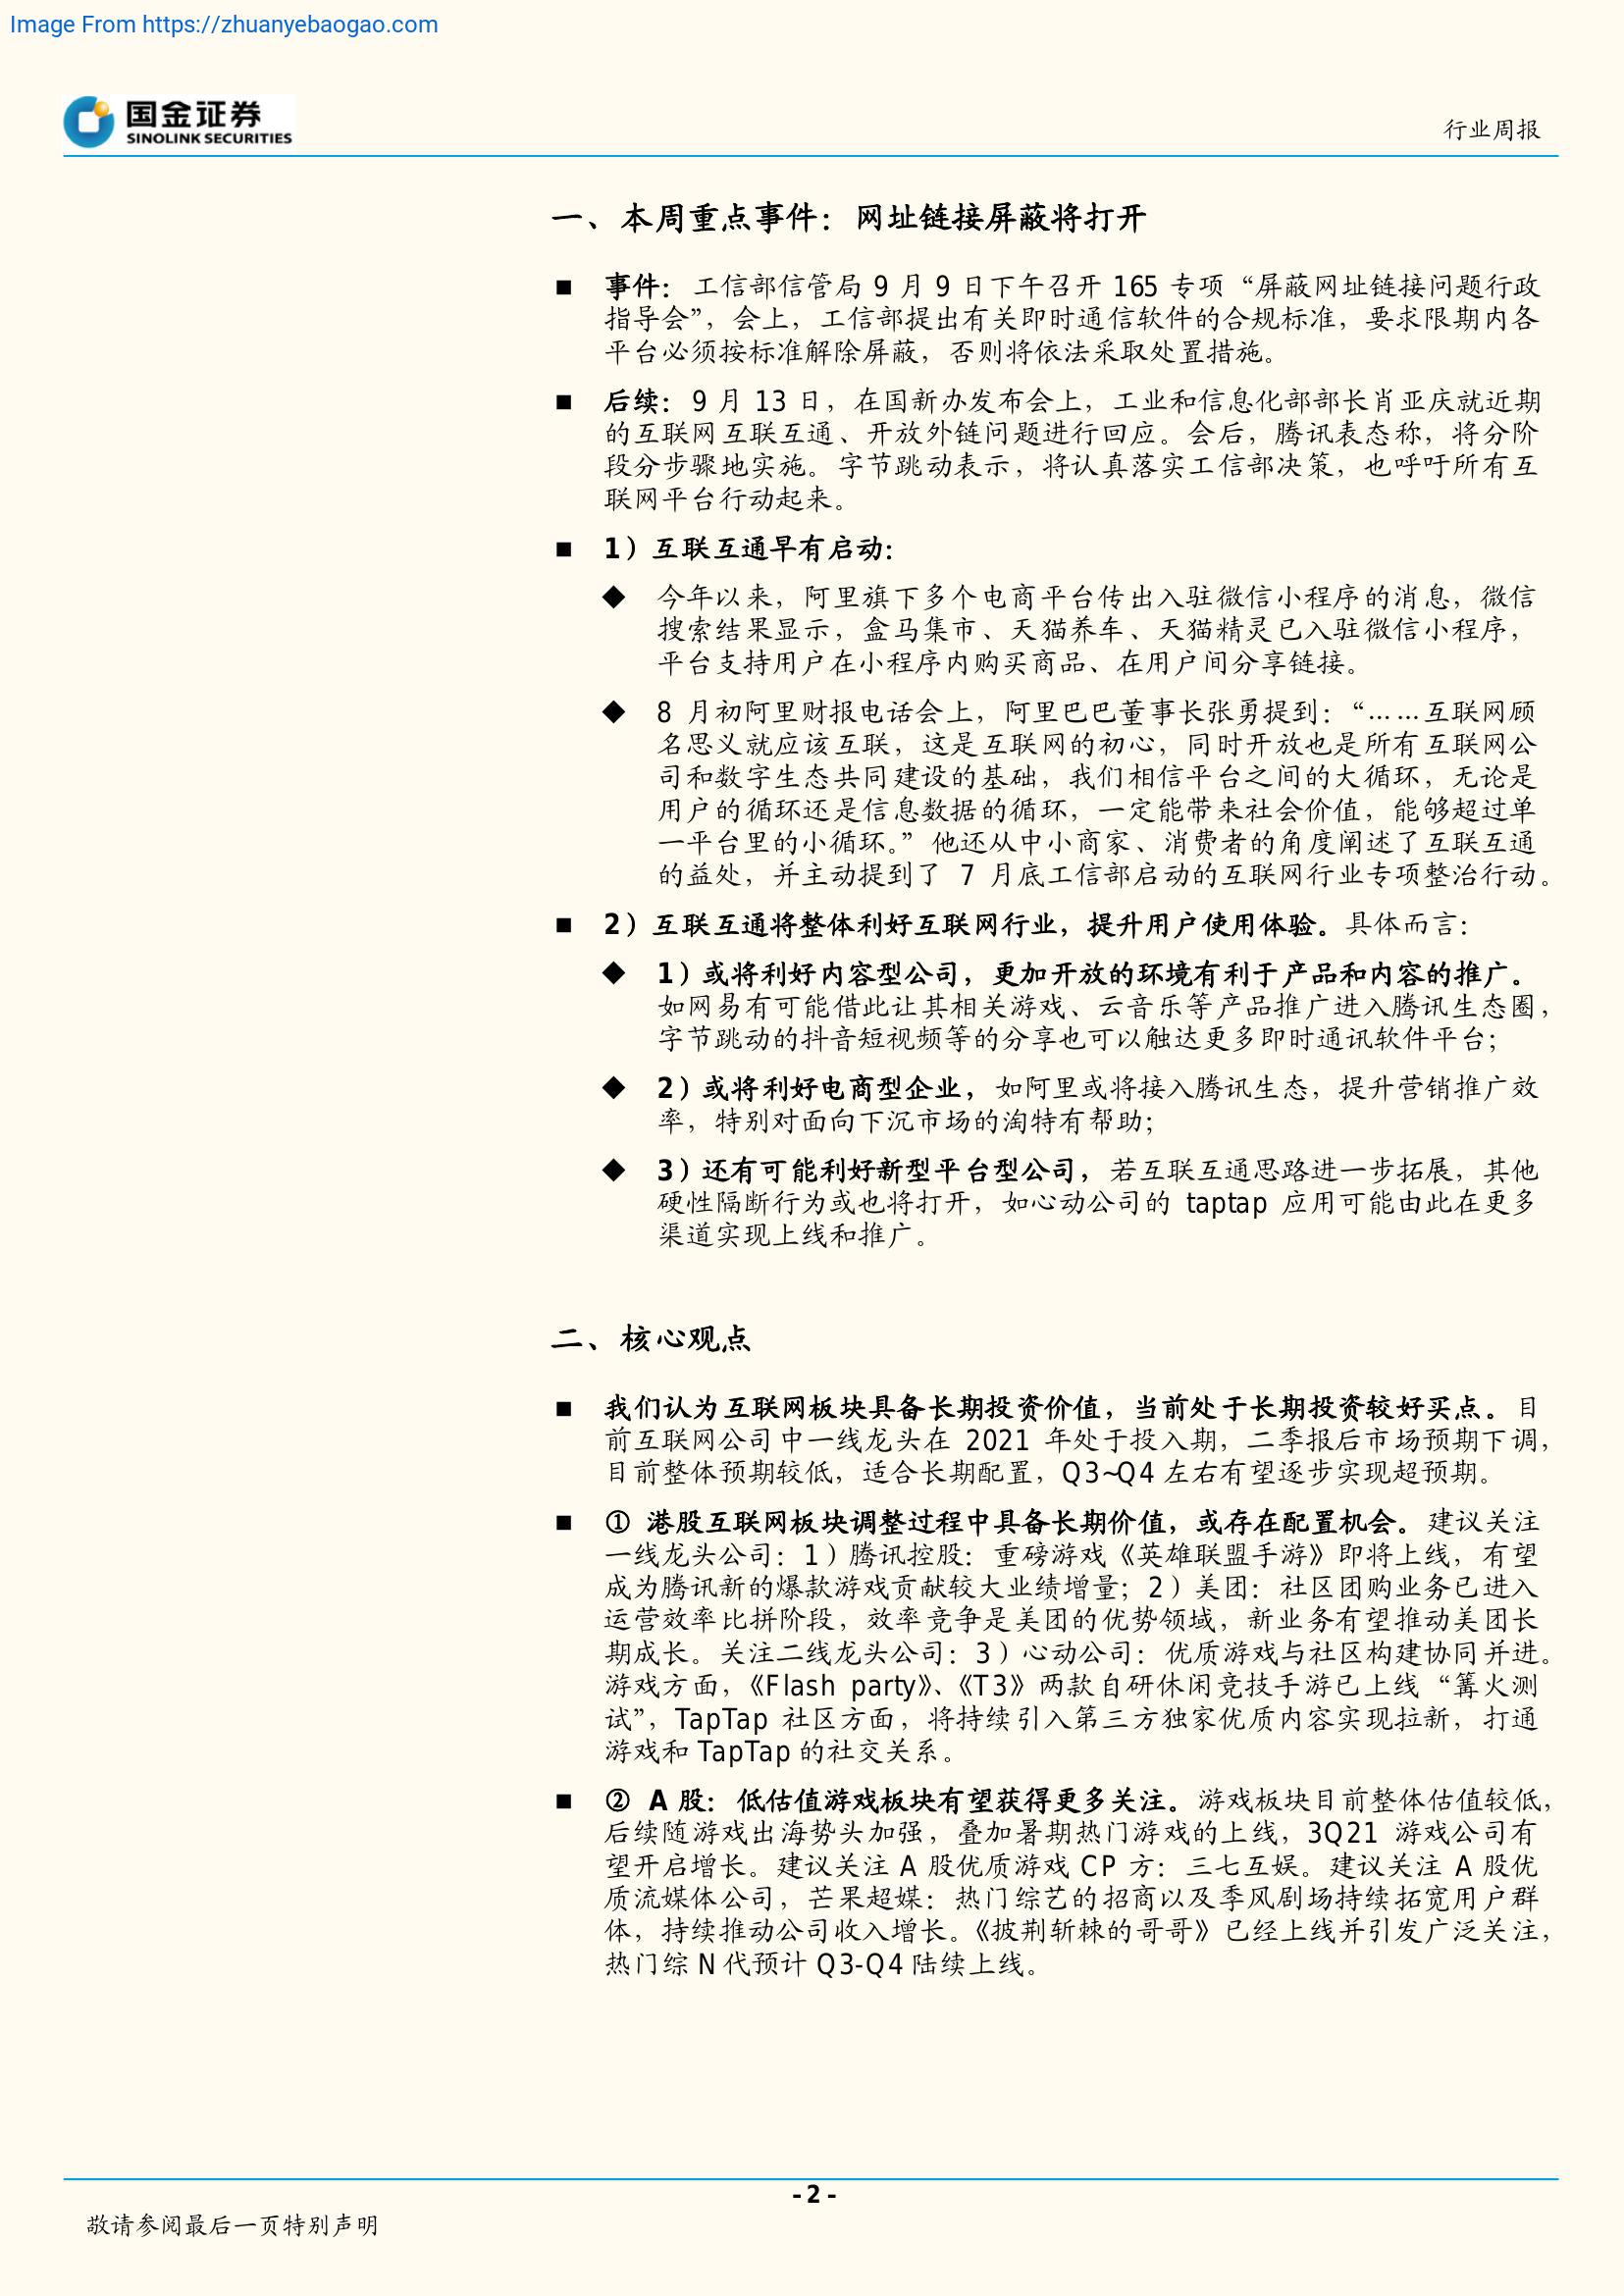 Image From https://zhuanyebaogao.com
国金证券
SINOLINK SECURITIES
行业周报
一、本周重点事件：网址链接屏蔽将打开
■ 事件：工信部信管局 9 月 9 日下午召开 165 专项“屏蔽网址链接问题行政
指导会”，会上，工信部提出有关即时通信软件的合规标准，要求限期内各
平台必须按标准解除屏蔽，否则将依法采取处置措施。
■ 后续：9 月 13 日，在国新办发布会上，工业和信息化部部长肖亚庆就近期
的互联网互联互通、开放外链问题进行回应。会后，腾讯表态称，将分阶
段分步骤地实施。字节跳动表示，将认真落实工信部决策，也呼吁所有互
联网平台行动起来。
■ 1）互联互通早有启动：
◆ 今年以来，阿里旗下多个电商平台传出入驻微信小程序的消息，微信
搜索结果显示，盒马集市、天猫养车、天猫精灵已入驻微信小程序，
平台支持用户在小程序内购买商品、在用户间分享链接。
◆ 8 月初阿里财报电话会上，阿里巴巴董事长张勇提到：“……互联网顾
名思义就应该互联，这是互联网的初心，同时开放也是所有互联网公
司和数字生态共同建设的基础，我们相信平台之间的大循环，无论是
用户的循环还是信息数据的循环，一定能带来社会价值，能够超过单
一平台里的小循环。”他还从中小商家、消费者的角度阐述了互联互通
的益处，并主动提到了 7 月底工信部启动的互联网行业专项整治行动。
■ 2）互联互通将整体利好互联网行业，提升用户使用体验。具体而言：
◆ 1）或将利好内容型公司，更加开放的环境有利于产品和内容的推广。
如网易有可能借此让其相关游戏、云音乐等产品推广进入腾讯生态圈，
字节跳动的抖音短视频等的分享也可以触达更多即时通讯软件平台；
◆ 2）或将利好电商型企业，如阿里或将接入腾讯生态，提升营销推广效
率，特别对面向下沉市场的淘特有帮助；
◆ 3）还有可能利好新型平台型公司，若互联互通思路进一步拓展，其他
硬性隔断行为或也将打开，如心动公司的 taptap 应用可能由此在更多
渠道实现上线和推广。
二、核心观点
■ 我们认为互联网板块具备长期投资价值，当前处于长期投资较好买点。目
前互联网公司中一线龙头在 2021 年处于投入期，二季报后市场预期下调，
目前整体预期较低，适合长期配置，Q3~Q4 左右有望逐步实现超预期。
■ ① 港股互联网板块调整过程中具备长期价值，或存在配置机会。建议关注
一线龙头公司：1）腾讯控股：重磅游戏《英雄联盟手游》即将上线，有望
成为腾讯新的爆款游戏贡献较大业绩增量；2）美团：社区团购业务已进入
运营效率比拼阶段，效率竞争是美团的优势领域，新业务有望推动美团长
期成长。关注二线龙头公司：3）心动公司：优质游戏与社区构建协同并进。
游戏方面，《Flash party》、《T3》两款自研休闲竞技手游已上线“篝火测
试”，TapTap 社区方面，将持续引入第三方独家优质内容实现拉新，打通
游戏和 TapTap 的社交关系。
■ ② A 股：低估值游戏板块有望获得更多关注。游戏板块目前整体估值较低，
后续随游戏出海势头加强，叠加暑期热门游戏的上线，3Q21 游戏公司有
望开启增长。建议关注 A 股优质游戏 CP 方：三七互娱。建议关注 A 股优
质流媒体公司，芒果超媒：热门综艺的招商以及季风剧场持续拓宽用户群
体，持续推动公司收入增长。《披荆斩棘的哥哥》已经上线并引发广泛关注，
热门综 N 代预计 Q3-Q4 陆续上线。
- 2 -
敬请参阅最后一页特别声明